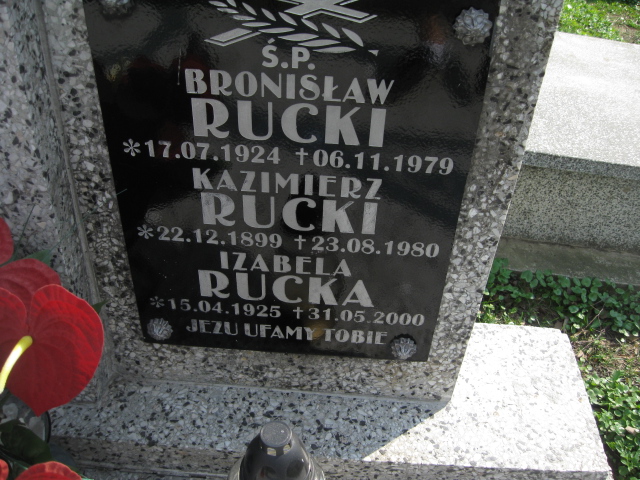 Ś.P.
BRONISŁAW
RUCKI
*17.07.1924 +06.11.1979
KAZIMIERZ
RUCKI
*22.12.1899 +23.08.1980
IZABELA
RUCKA
*15.04.1925 +31.05.2000
JEZU UFAMY TOBIE